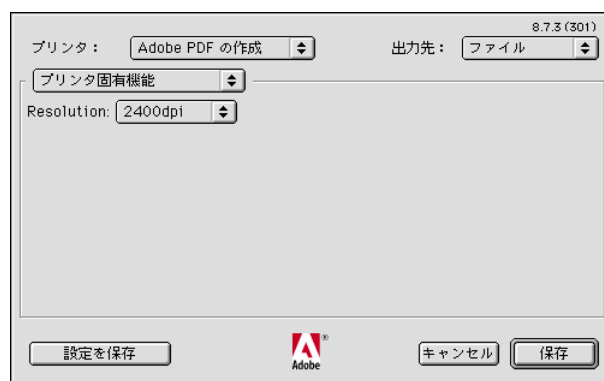 8.7.3 (301)
プリンタ： Adobe PDF の作成 出力先： ファイル
プリンタ固有機能
Resolution: 2400dpi
設定を保存 Adobe® キャンセル 保存